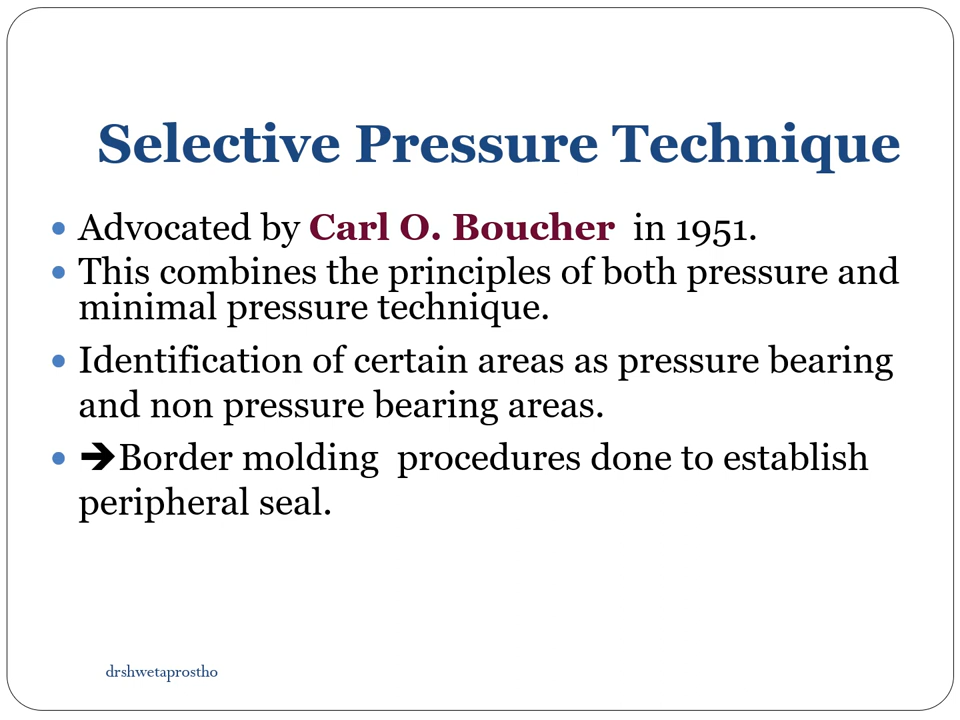 Selective Pressure Technique
• Advocated by Carl O. Boucher in 1951.
• This combines the principles of both pressure and
minimal pressure technique.
• Identification of certain areas as pressure bearing
and non pressure bearing areas.
• ➔Border molding procedures done to establish
peripheral seal.
drshwetaprostho